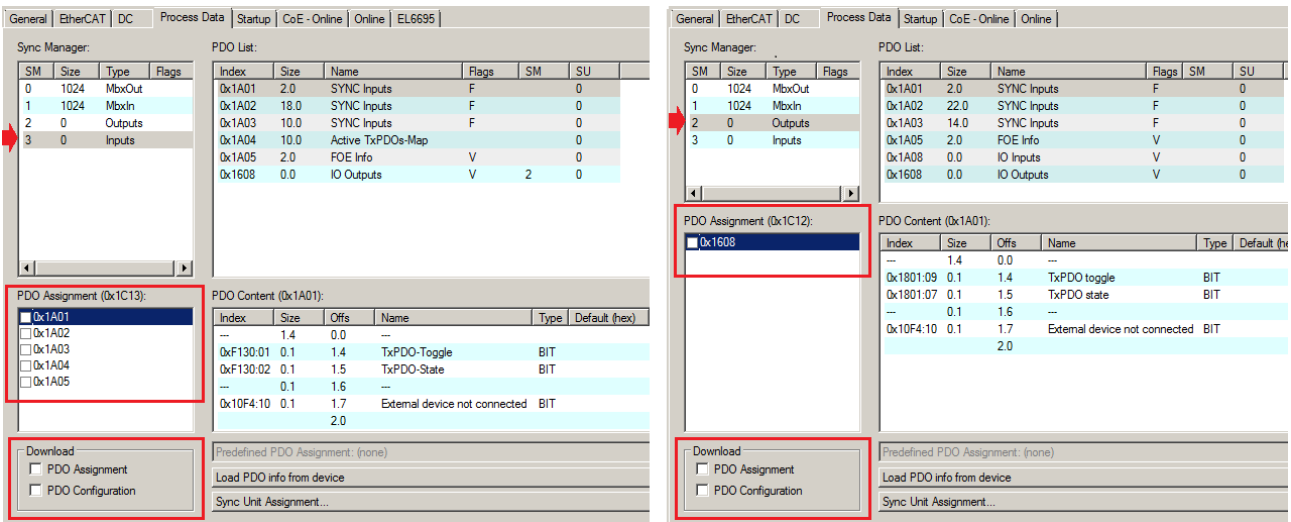 General EtherCAT DC Process Data Startup CoE - Online Online EL6695
Sync Manager:
SM Size Type Flags
0 1024 MbxOut
1 1024 MbxIn
2 0 Outputs
3 0 Inputs
PDO List:
Index Size Name Flags SM SU
0x1A01 2.0 SYNC Inputs F 0
0x1A02 18.0 SYNC Inputs F 0
0x1A03 10.0 SYNC Inputs F 0
0x1A04 10.0 Active TxPDOs-Map 0
0x1A05 2.0 FOE Info V 0
0x1608 0.0 IO Outputs V 2 0
PDO Assignment (0x1C13):
0x1A01
0x1A02
0x1A03
0x1A04
0x1A05
PDO Content (0x1A01):
Index Size Offs Name Type Default (hex)
--- 1.4 0.0 ---
0xF130:01 0.1 1.4 TxPDO-Toggle BIT
0xF130:02 0.1 1.5 TxPDO-State BIT
--- 0.1 1.6 ---
0x10F4:10 0.1 1.7 External device not connected BIT
2.0
Download
PDO Assignment
PDO Configuration
Predefined PDO Assignment: (none)
Load PDO info from device
Sync Unit Assignment...
General EtherCAT DC Process Data Startup CoE - Online Online
Sync Manager:
SM Size Type Flags
0 1024 MbxOut
1 1024 MbxIn
2 0 Outputs
3 0 Inputs
PDO List:
Index Size Name Flags SM SU
0x1A01 2.0 SYNC Inputs F 0
0x1A02 22.0 SYNC Inputs F 0
0x1A03 14.0 SYNC Inputs F 0
0x1A05 2.0 FOE Info V 0
0x1A08 0.0 IO Inputs V 0
0x1608 0.0 IO Outputs V 0
PDO Assignment (0x1C12):
0x1608
PDO Content (0x1A01):
Index Size Offs Name Type Default (he
--- 1.4 0.0 ---
0x1801:09 0.1 1.4 TxPDO toggle BIT
0x1801:07 0.1 1.5 TxPDO state BIT
--- 0.1 1.6 ---
0x10F4:10 0.1 1.7 External device not connected BIT
2.0
Download
PDO Assignment
PDO Configuration
Predefined PDO Assignment: (none)
Load PDO info from device
Sync Unit Assignment...